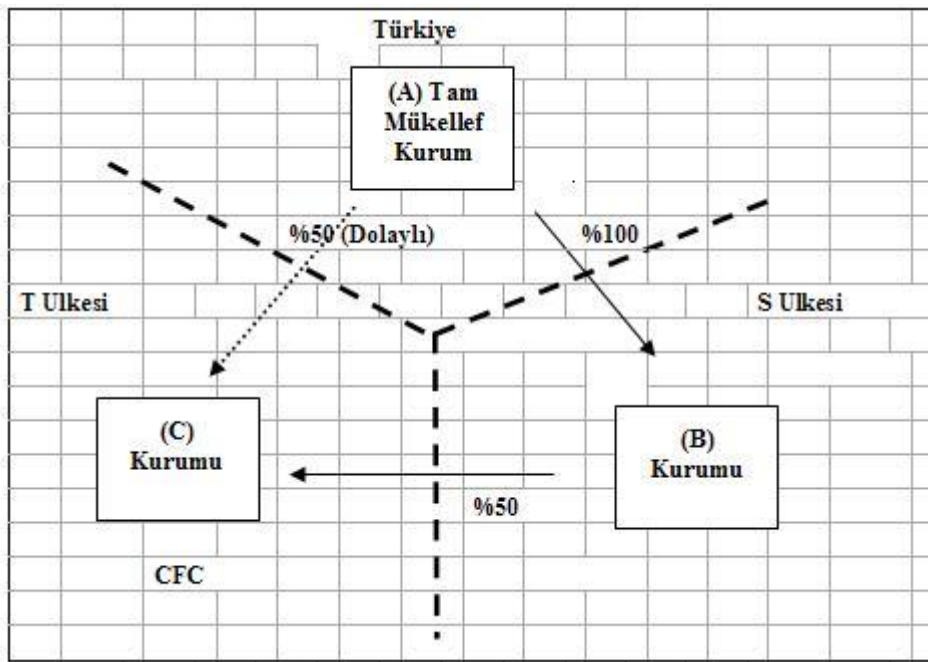 Türkiye
(A) Tam
Mükellef
Kurum
%50 (Dolaylı)
%100
T Ulkesi
S Ulkesi
(C)
Kurumu
(B)
Kurumu
%50
CFC